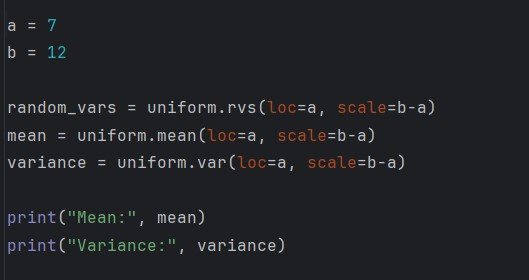 a = 7
b = 12
random_vars = uniform.rvs(loc=a, scale=b-a)
mean = uniform.mean(loc=a, scale=b-a)
variance = uniform.var(loc=a, scale=b-a)
print("Mean:", mean)
print("Variance:", variance)